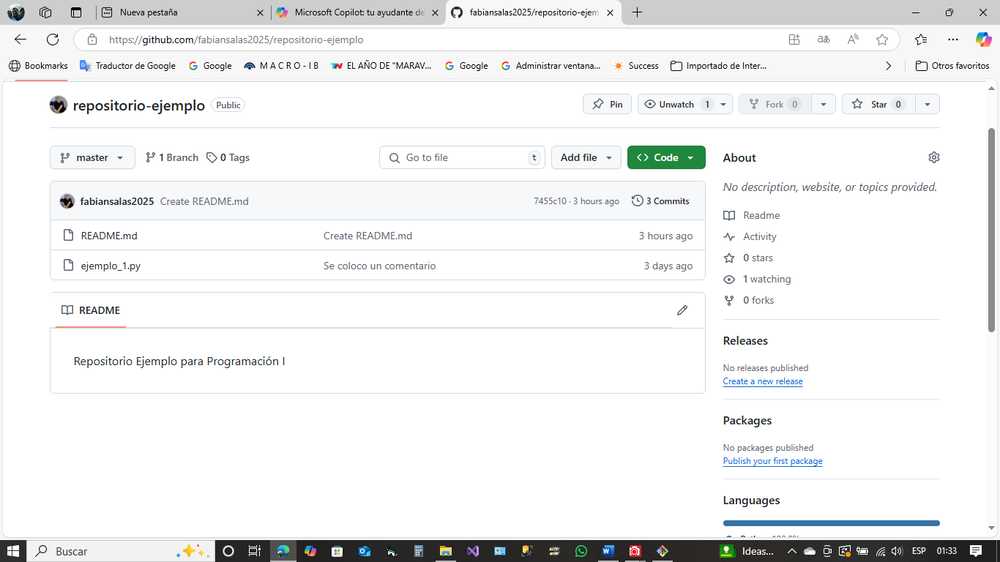 Nueva pestaña
Microsoft Copilot: tu ayudante de
fabiansalas2025/repositorio-ejem
https://github.com/fabiansalas2025/repositorio-ejemplo
Bookmarks
Traductor de Google
Google
M A C R O - I B
EL AÑO DE "MARAV...
Google
Administrar ventana...
Success
Importado de Inter...
Otros favoritos
repositorio-ejemplo Public
Pin
Unwatch 1
Fork 0
Star 0
master
1 Branch
0 Tags
Go to file t
Add file
Code
fabiansalas2025 Create README.md
7455c10 · 3 hours ago
3 Commits
README.md Create README.md 3 hours ago
ejemplo_1.py Se coloco un comentario 3 days ago
README
Repositorio Ejemplo para Programación I
About
No description, website, or topics provided.
Readme
Activity
0 stars
1 watching
0 forks
Releases
No releases published
Create a new release
Packages
No packages published
Publish your first package
Languages
Buscar
Ideas...
ESP
01:33